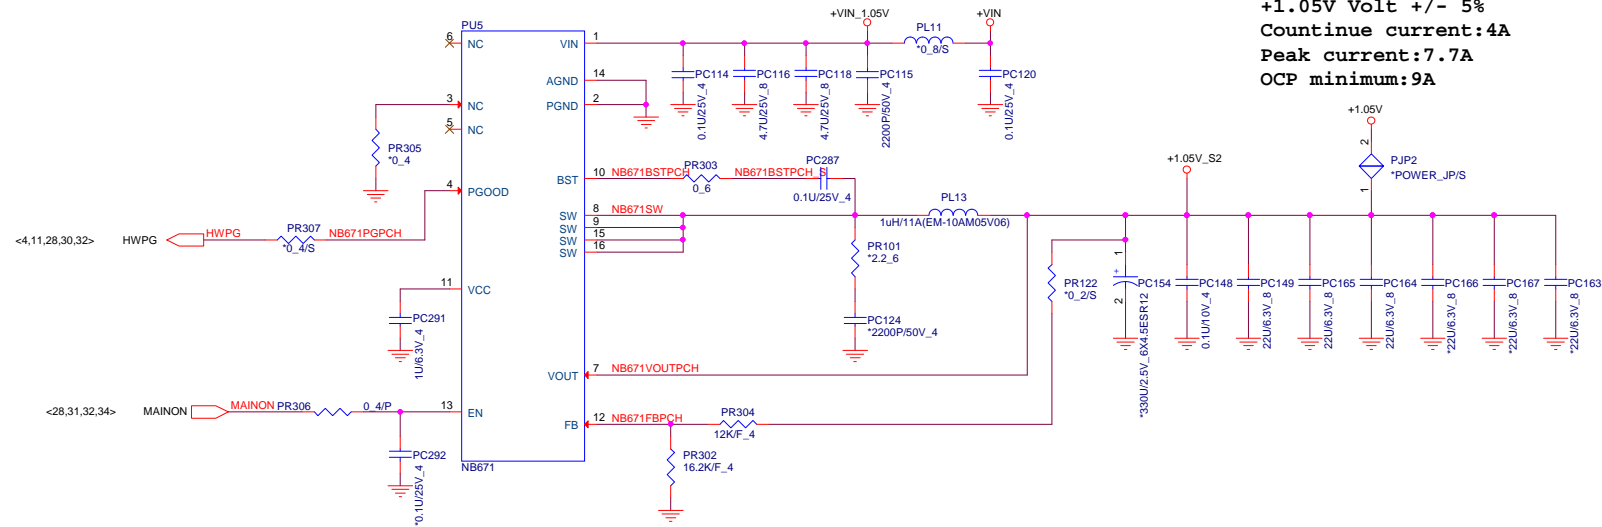 +1.05V Volt +/- 5%
Countinue current:4A
Peak current:7.7A
OCP minimum:9A
+VIN_1.05V
+VIN
PL11
*0_8/S
PU5
6
NC
VIN
1
AGND
14
PGND
2
3
NC
5
NC
PC114
0.1U/25V_4
PC116
4.7U/25V_8
PC118
4.7U/25V_8
PC115
2200P/50V_4
PC120
0.1U/25V_4
PR305
*0_4
4
PGOOD
BST
10
NB671BSTPCH
PR303
0_6
NB671BSTPCH_S
PC287
0.1U/25V_4
+1.05V
2
PJP2
*POWER_JP/S
1
+1.05V_S2
SW
8
NB671SW
SW
9
SW
15
SW
16
PL13
1uH/11A(EM-10AM05V06)
<4,11,28,30,32>
HWPG
HWPG
PR307
*0_4/S
NB671PGPCH
PR101
*2.2_6
PC124
*2200P/50V_4
PR122
*0_2/S
1
+
2
PC154
*330U/2.5V_6X4.5ESR12
PC148
0.1U/10V_4
PC149
22U/6.3V_8
PC165
22U/6.3V_8
PC164
22U/6.3V_8
PC166
*22U/6.3V_8
PC167
*22U/6.3V_8
PC163
*22U/6.3V_8
11
VCC
PC291
1U/6.3V_4
VOUT
7
NB671VOUTPCH
<28,31,32,34>
MAINON
MAINON
PR306
0_4/P
13
EN
PC292
*0.1U/25V_4
FB
12
NB671FBPCH
PR304
12K/F_4
PR302
16.2K/F_4
NB671